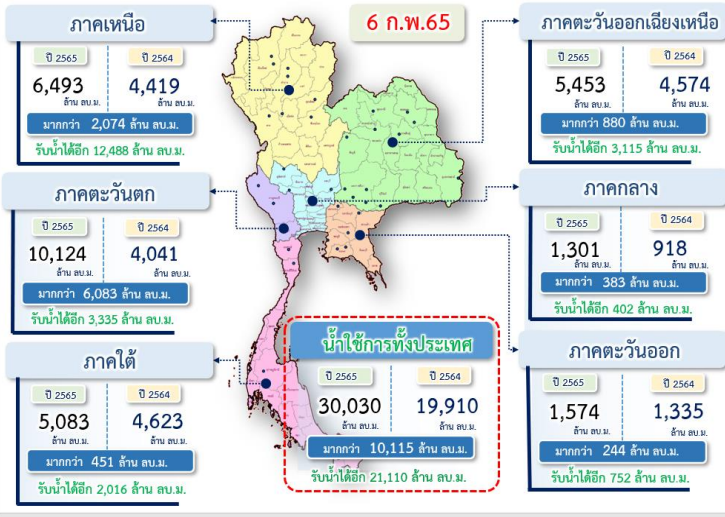 6 ก.พ.65
ภาคเหนือ
ปี 2565 ปี 2564
6,493 4,419
ล้าน ลบ.ม. ล้าน ลบ.ม.
มากกว่า 2,074 ล้าน ลบ.ม.
รับน้ำได้อีก 12,488 ล้าน ลบ.ม.
ภาคตะวันออกเฉียงเหนือ
ปี 2565 ปี 2564
5,453 4,574
ล้าน ลบ.ม. ล้าน ลบ.ม.
มากกว่า 880 ล้าน ลบ.ม.
รับน้ำได้อีก 3,115 ล้าน ลบ.ม.
ภาคตะวันตก
ปี 2565 ปี 2564
10,124 4,041
ล้าน ลบ.ม. ล้าน ลบ.ม.
มากกว่า 6,083 ล้าน ลบ.ม.
รับน้ำได้อีก 3,335 ล้าน ลบ.ม.
ภาคกลาง
ปี 2565 ปี 2564
1,301 918
ล้าน ลบ.ม. ล้าน ลบ.ม.
มากกว่า 383 ล้าน ลบ.ม.
รับน้ำได้อีก 402 ล้าน ลบ.ม.
ภาคใต้
ปี 2565 ปี 2564
5,083 4,623
ล้าน ลบ.ม. ล้าน ลบ.ม.
มากกว่า 451 ล้าน ลบ.ม.
รับน้ำได้อีก 2,016 ล้าน ลบ.ม.
น้ำใช้การทั้งประเทศ
ปี 2565 ปี 2564
30,030 19,910
ล้าน ลบ.ม. ล้าน ลบ.ม.
มากกว่า 10,115 ล้าน ลบ.ม.
รับน้ำได้อีก 21,110 ล้าน ลบ.ม.
ภาคตะวันออก
ปี 2565 ปี 2564
1,574 1,335
ล้าน ลบ.ม. ล้าน ลบ.ม.
มากกว่า 244 ล้าน ลบ.ม.
รับน้ำได้อีก 752 ล้าน ลบ.ม.